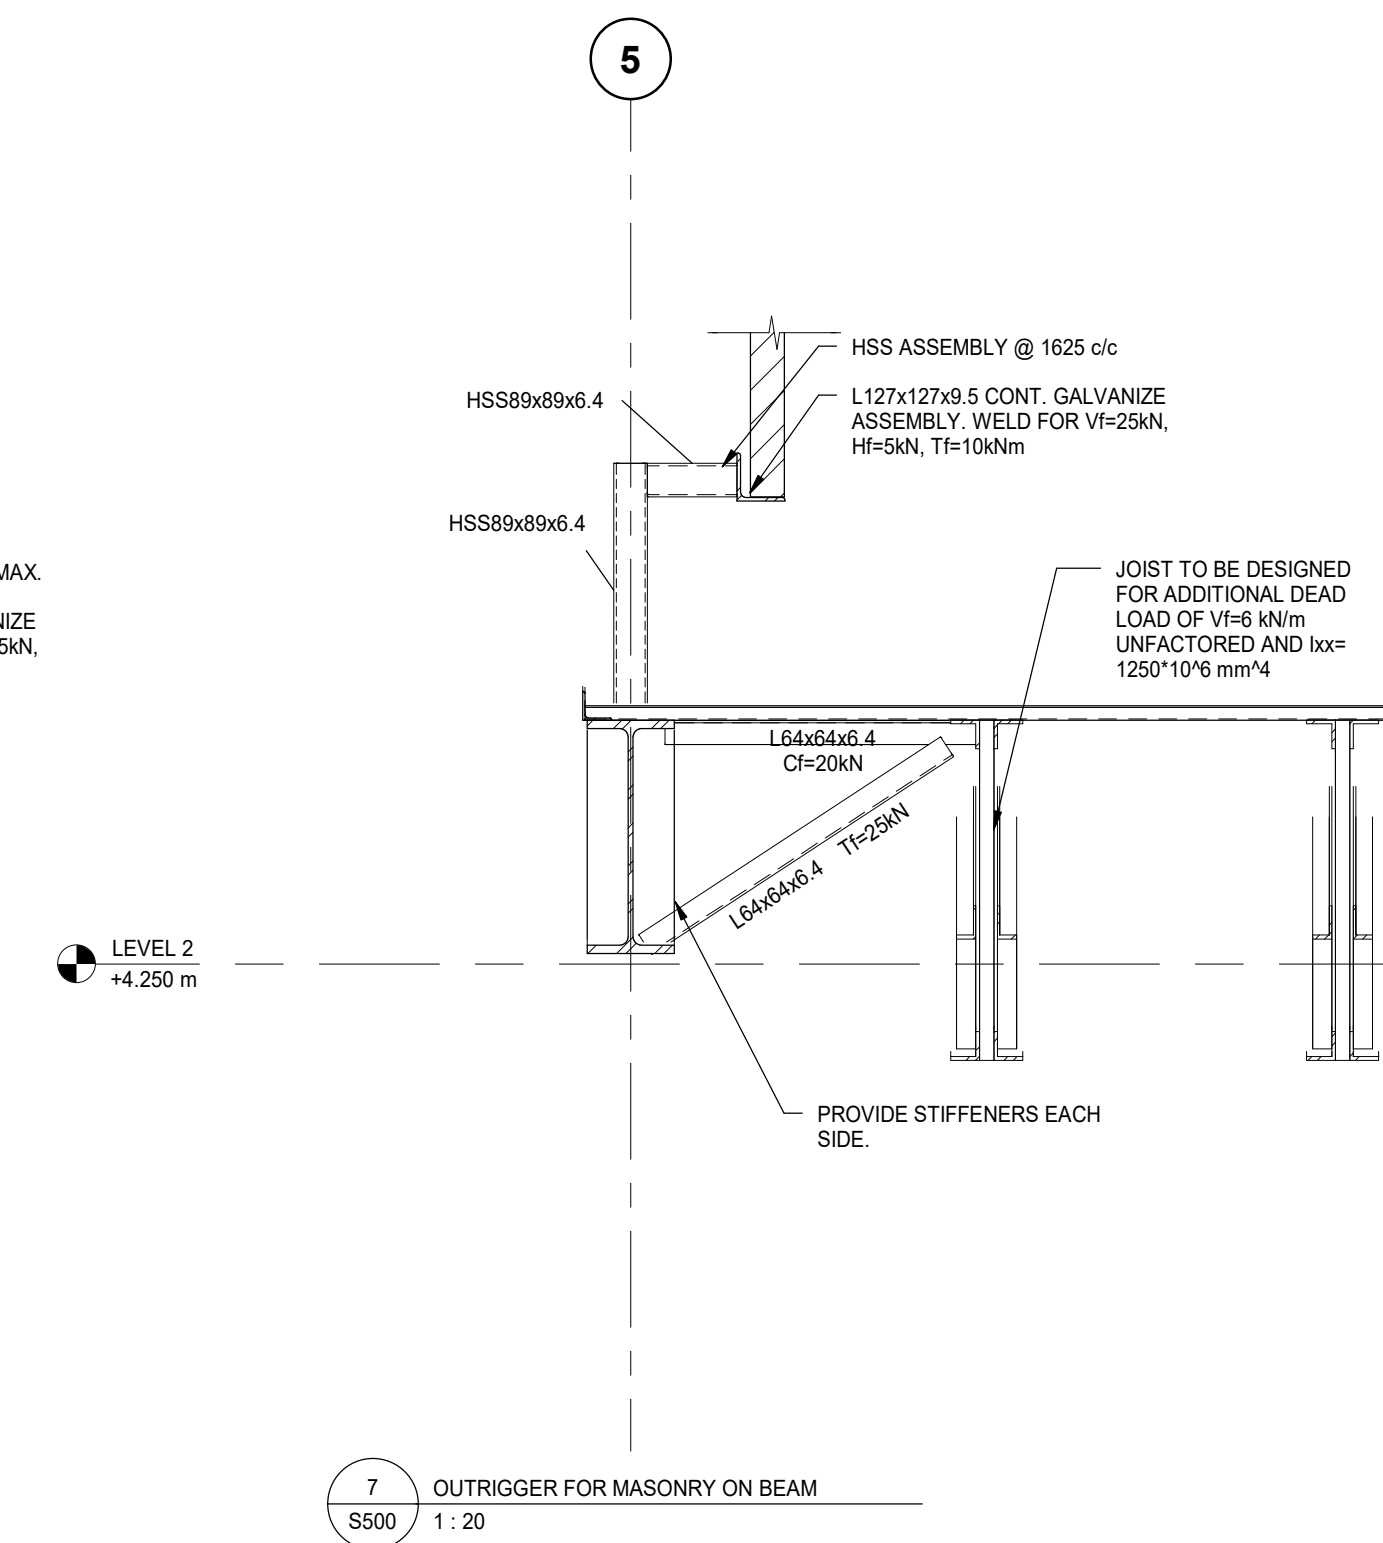 5
HSS ASSEMBLY @ 1625 c/c
HSS89x89x6.4
L127x127x9.5 CONT. GALVANIZE
ASSEMBLY. WELD FOR Vf=25kN,
Hf=5kN, Tf=10kNm
HSS89x89x6.4
MAX.
NIZE
5kN,
JOIST TO BE DESIGNED
FOR ADDITIONAL DEAD
LOAD OF Vf=6 kN/m
UNFACTORED AND Ixx=
1250*10^6 mm^4
L64x64x6.4
Cf=20kN
L64x64x6.4 Tf=25kN
LEVEL 2
+4.250 m
PROVIDE STIFFENERS EACH
SIDE.
7
OUTRIGGER FOR MASONRY ON BEAM
S500
1 : 20